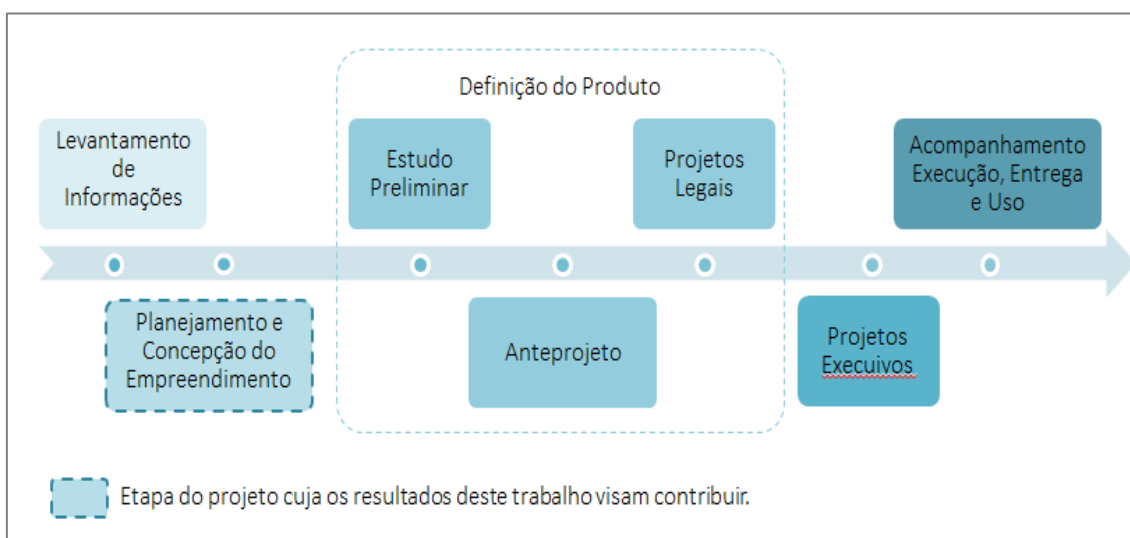 Definição do Produto
Levantamento
de
Informações
Estudo
Preliminar
Projetos
Legais
Acompanhamento
Execução, Entrega
e Uso
Planejamento e
Concepção do
Empreendimento
Anteprojeto
Projetos
Execuivos
Etapa do projeto cuja os resultados deste trabalho visam contribuir.